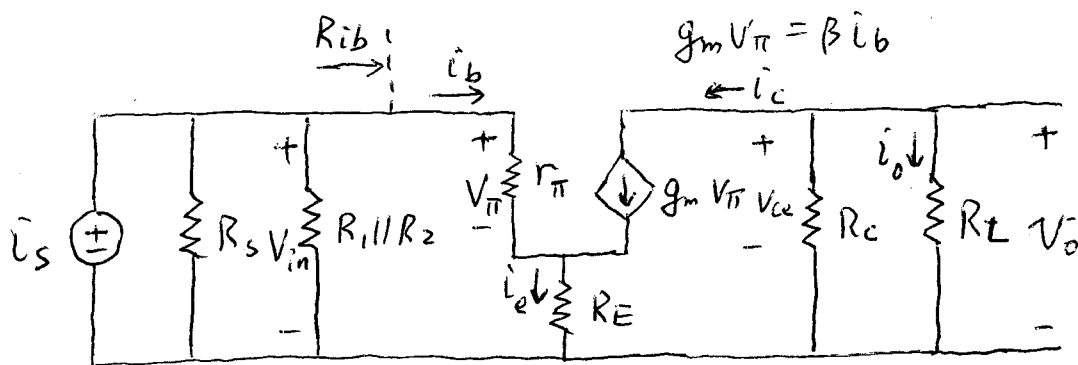 Rib
ib
gm Vπ = β ib
ic
is
+
-
Rs
+
Vin
-
R1//R2
+
Vπ
-
rπ
gm Vπ
+
Vce
-
Rc
io
RL
+
Vo
-
ie
RE